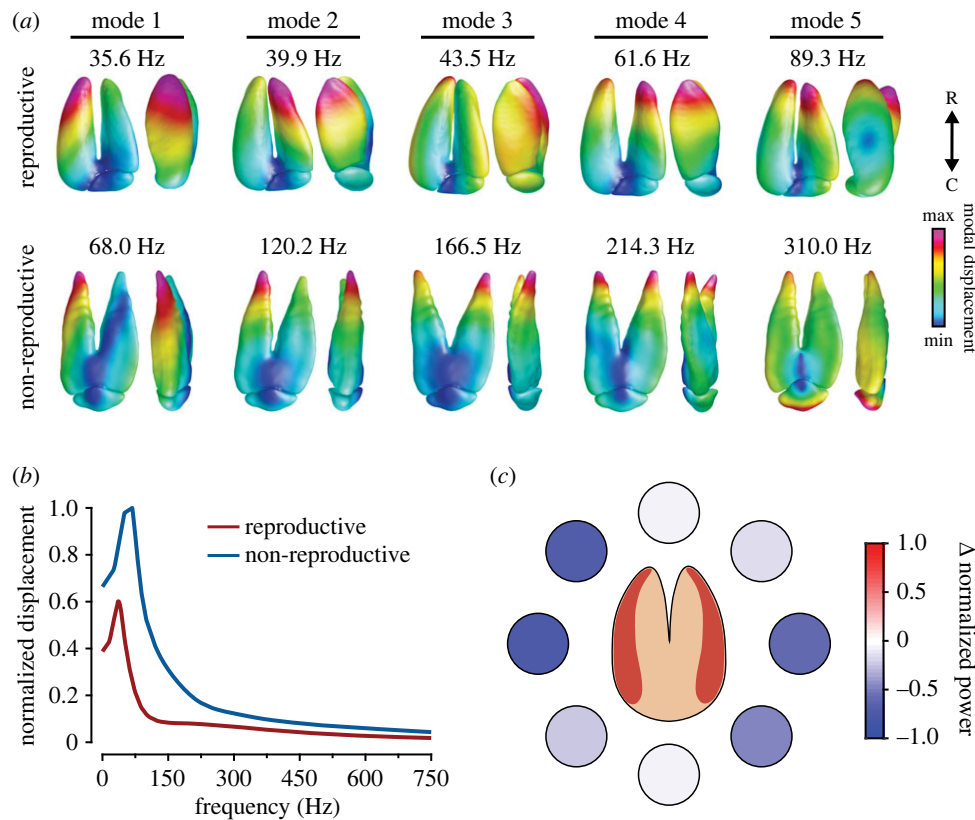 (a)
mode 1 mode 2 mode 3 mode 4 mode 5
reproductive
35.6 Hz 39.9 Hz 43.5 Hz 61.6 Hz 89.3 Hz
R
C
non-reproductive
68.0 Hz 120.2 Hz 166.5 Hz 214.3 Hz 310.0 Hz
max
min
modal displacement
(b)
normalized displacement
1.0
0.8
0.6
0.4
0.2
0
reproductive
non-reproductive
0 150 300 450 600 750
frequency (Hz)
(c)
1.0
0.5
0
–0.5
–1.0
Δ normalized power